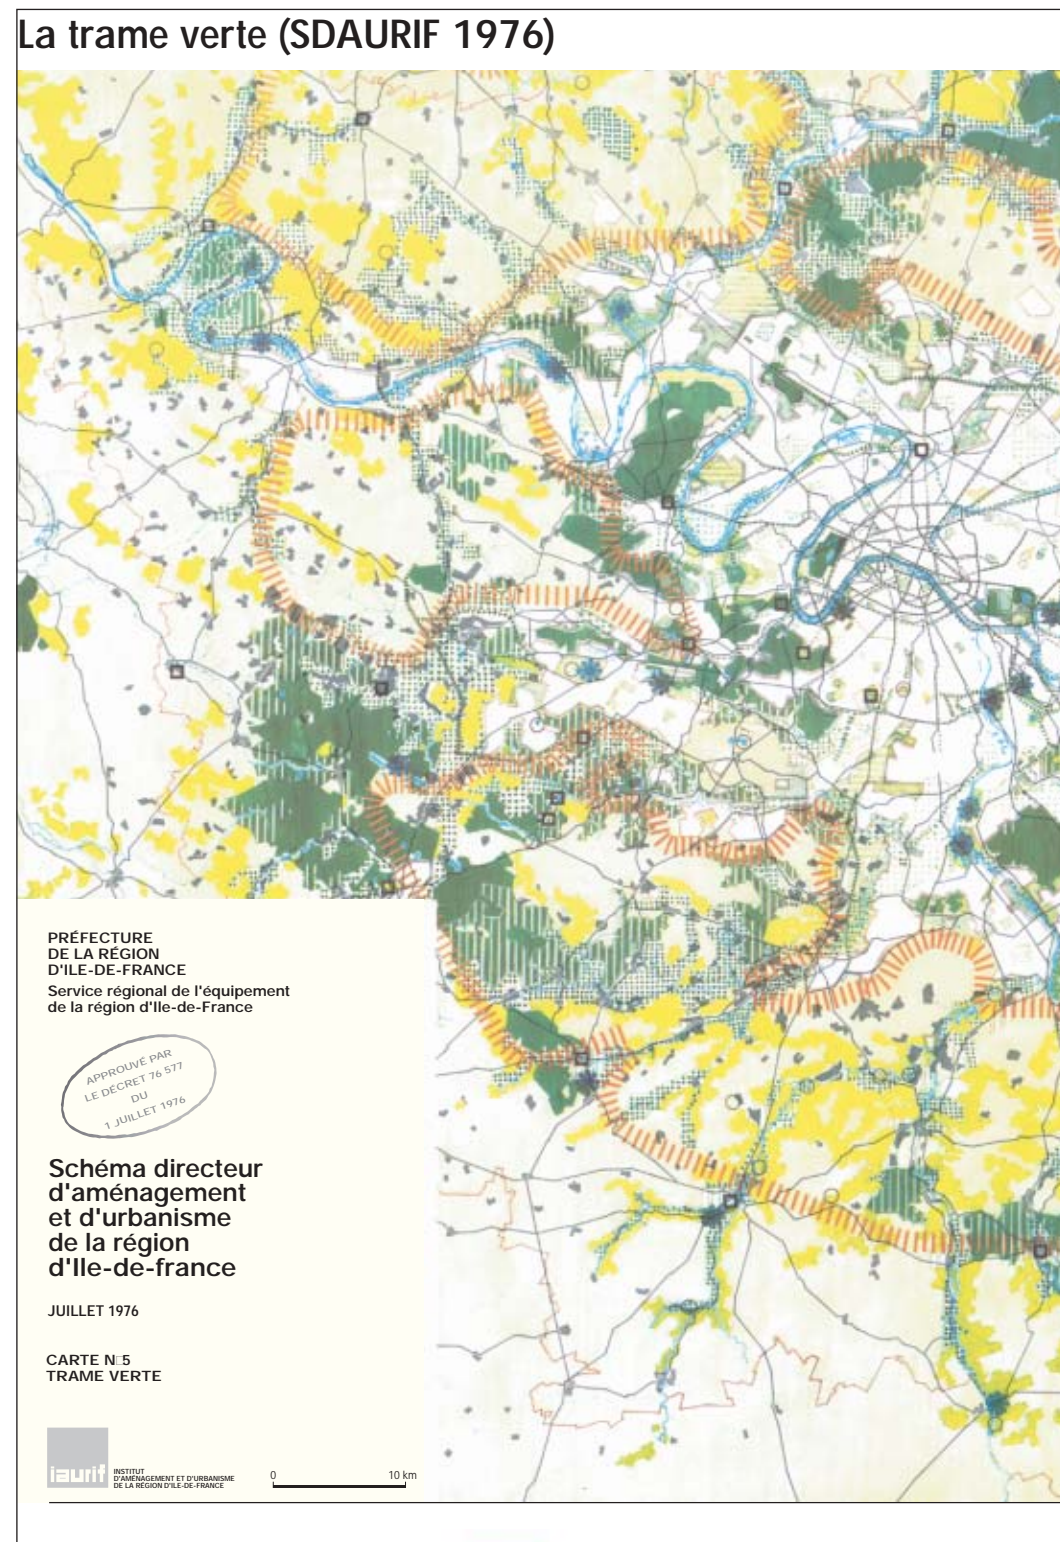 La trame verte (SDAURIF 1976)
PRÉFECTURE
DE LA RÉGION
D'ILE-DE-FRANCE
Service régional de l'équipement
de la région d'Ile-de-France
APPROUVÉ PAR
LE DÉCRET 76 577
DU
1 JUILLET 1976
Schéma directeur
d'aménagement
et d'urbanisme
de la région
d'Ile-de-france
JUILLET 1976
CARTE N□5
TRAME VERTE
iaurif
INSTITUT
D'AMÉNAGEMENT ET D'URBANISME
DE LA RÉGION D'ILE-DE-FRANCE
0 10 km